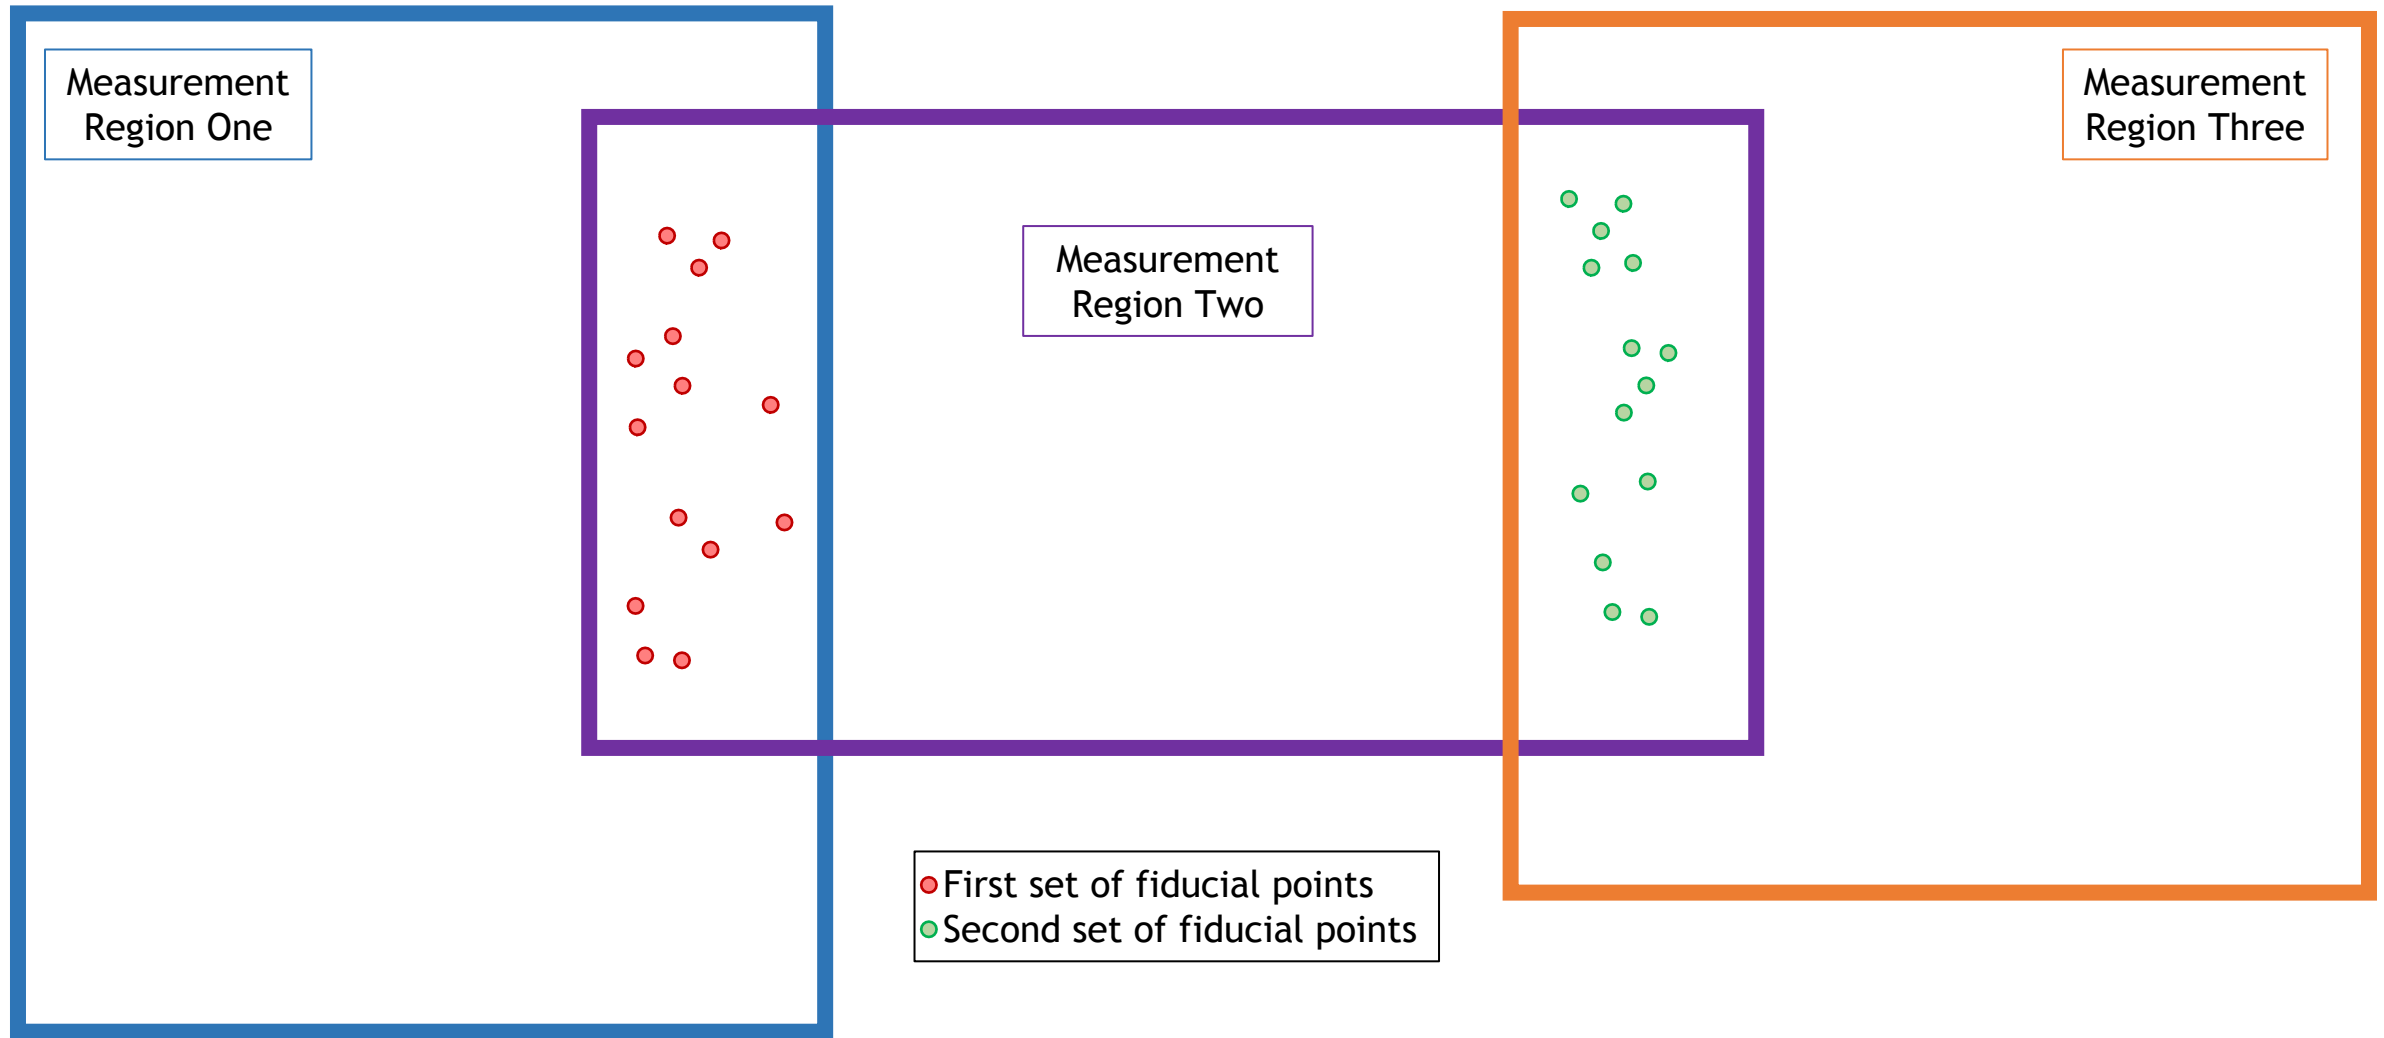 Measurement
Region One
Measurement
Region Two
Measurement
Region Three
First set of fiducial points
Second set of fiducial points